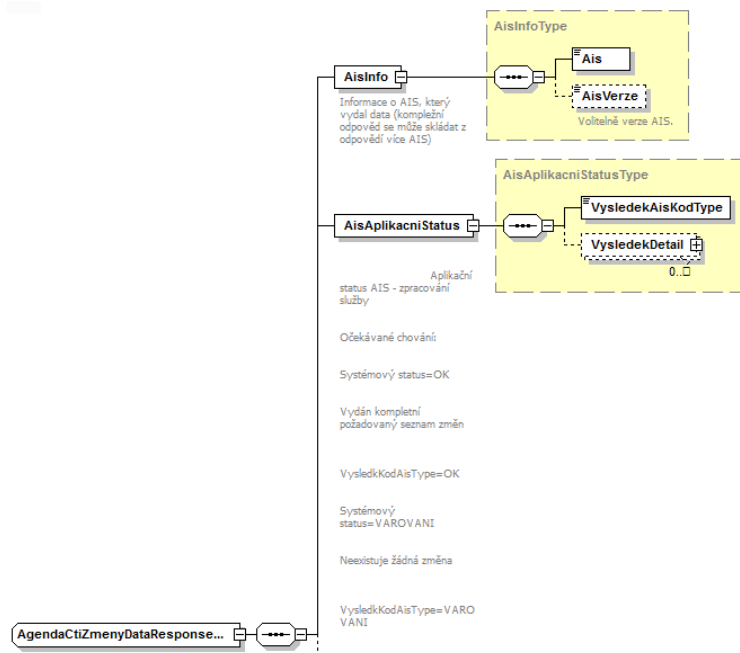 AisInfoType
Ais
AisInfo
AisVerze
Informace o AIS, který
vydal data (kompležní
odpověd se může skládat z
odpovědí více AIS)
Volitelně verze AIS.
AisAplikacniStatusType
VysledekAisKodType
AisAplikacniStatus
VysledekDetail
0..□
Aplikační
status AIS - zpracování
služby
Očekávané chování:
Systémový status=OK
Vydán kompletní
požadovaný seznam změn
VysledkKodAisType=OK
Systémový
status=VAROVANI
Neexistuje žádná změna
VysledkKodAisType=VARO
VANI
AgendaCtiZmenyDataResponse...